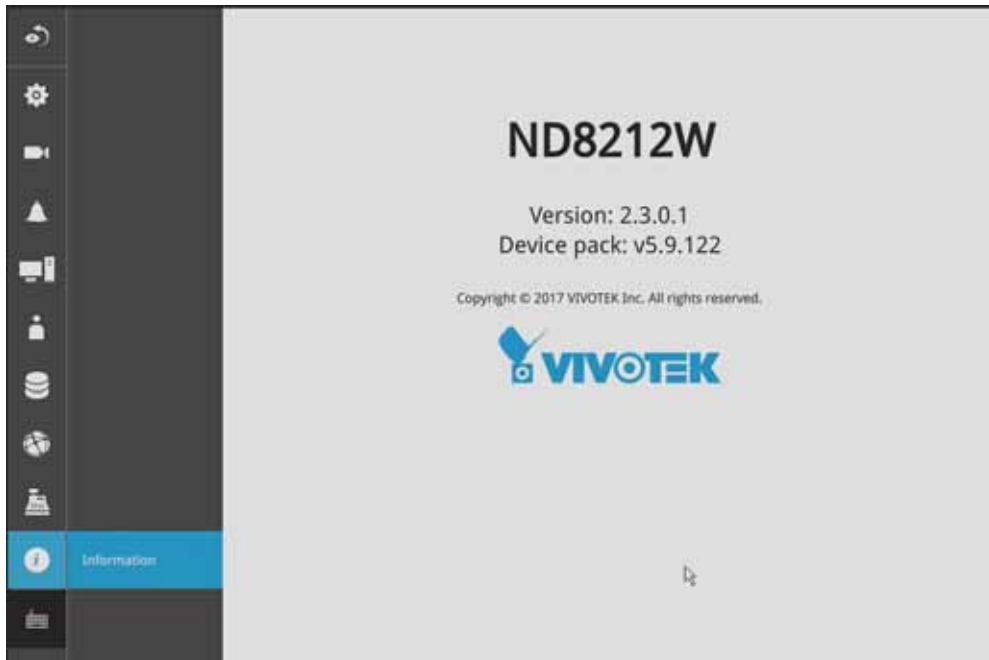 ND8212W
Version: 2.3.0.1
Device pack: v5.9.122
Copyright © 2017 VIVOTEK Inc. All rights reserved.
VIVOTEK
Information